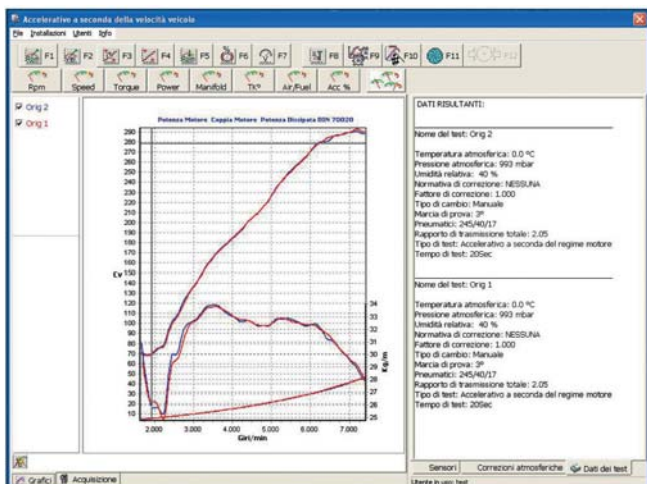 Accelerativo a seconda della velocità veicolo
File Installazioni Utenti Info
F1 F2 F3 F4 F5 F6 F7 F8 F9 F10 F11 F12
Rpm Speed Torque Power Manifold TK° Air/Fuel Acc %
Orig 2
Orig 1
Potenza Motore Coppia Motore Potenza Dissipata DIN 70020
290
280
270
260
250
240
230
220
210
200
190
180
170
160
Cv 150
140
130
120
110
100
90
80
70
60
50
40
30
20
10
34
33
32
31
30
29
28
27
26
25
Kg/m
2.000 3.000 4.000 5.000 6.000 7.000
Giri/min
DATI RISULTANTI:
Nome del test: Orig 2
Temperatura atmosferica: 0.0 °C
Pressione atmosferica: 993 mbar
Umidità relativa: 40 %
Normativa di correzione: NESSUNA
Fattore di correzione: 1.000
Tipo di cambio: Manuale
Marcia di prova: 3°
Pneumatici: 245/40/17
Rapporto di trasmissione totale: 2.05
Tipo di test: Accelerativo a seconda del regime motore
Tempo di test: 20Sec
Nome del test: Orig 1
Temperatura atmosferica: 0.0 °C
Pressione atmosferica: 993 mbar
Umidità relativa: 40 %
Normativa di correzione: NESSUNA
Fattore di correzione: 1.000
Tipo di cambio: Manuale
Marcia di prova: 3°
Pneumatici: 245/40/17
Rapporto di trasmissione totale: 2.05
Tipo di test: Accelerativo a seconda del regime motore
Tempo di test: 20Sec
Sensori Correzioni atmosferiche Dati del test
Grafici Acquisizione
Utente in uso: test